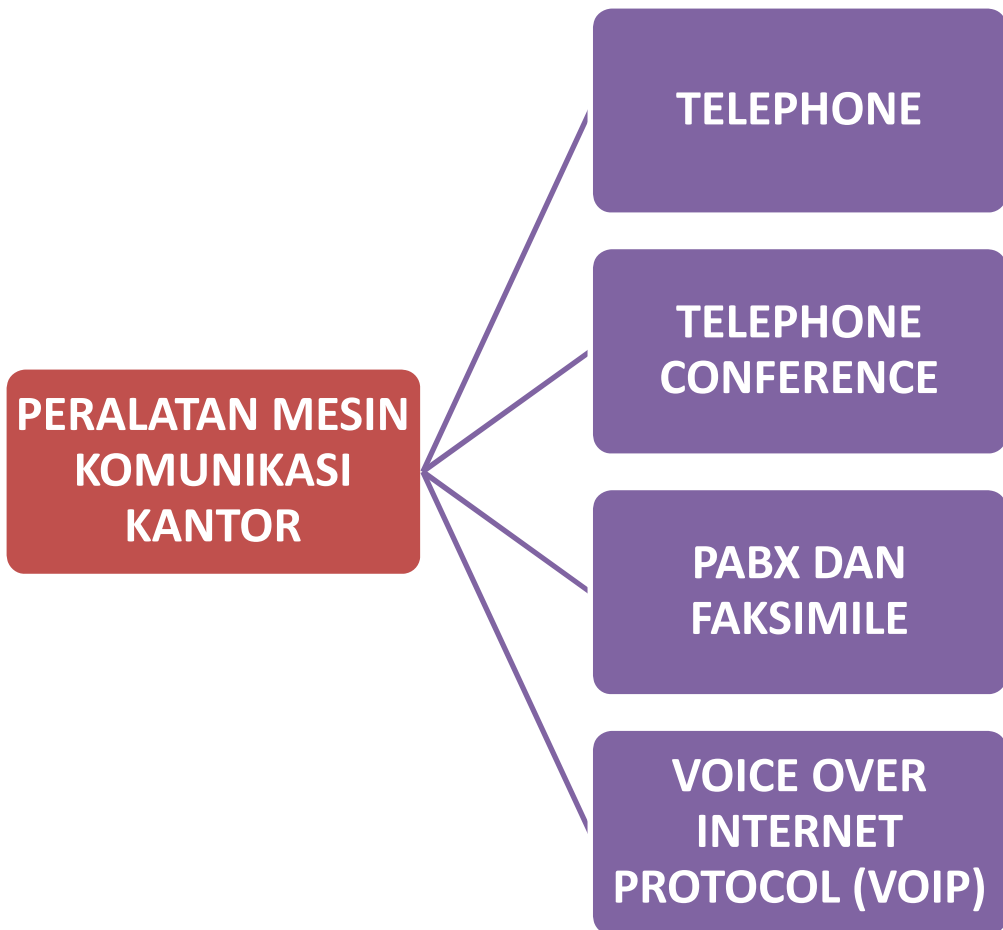 TELEPHONE
TELEPHONE
CONFERENCE
PERALATAN MESIN
KOMUNIKASI
KANTOR
PABX DAN
FAKSIMILE
VOICE OVER
INTERNET
PROTOCOL (VOIP)